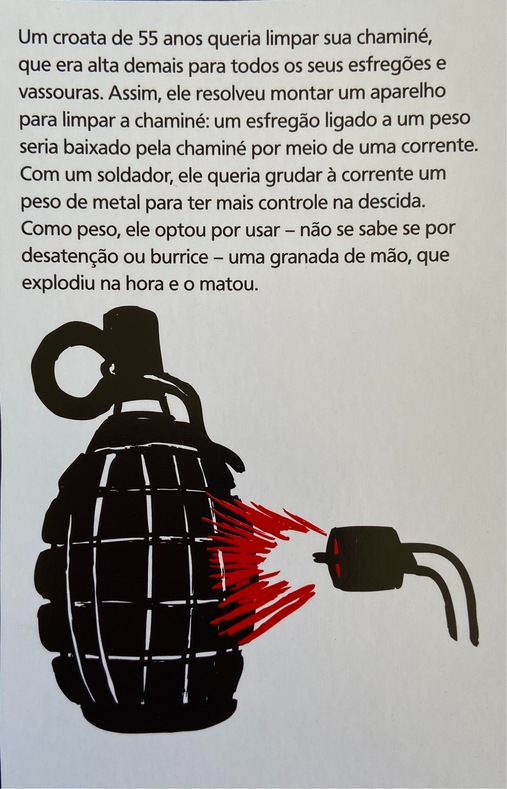 Um croata de 55 anos queria limpar sua chaminé,
que era alta demais para todos os seus esfregões e
vassouras. Assim, ele resolveu montar um aparelho
para limpar a chaminé: um esfregão ligado a um peso
seria baixado pela chaminé por meio de uma corrente.
Com um soldador, ele queria grudar à corrente um
peso de metal para ter mais controle na descida.
Como peso, ele optou por usar – não se sabe se por
desatenção ou burrice – uma granada de mão, que
explodiu na hora e o matou.